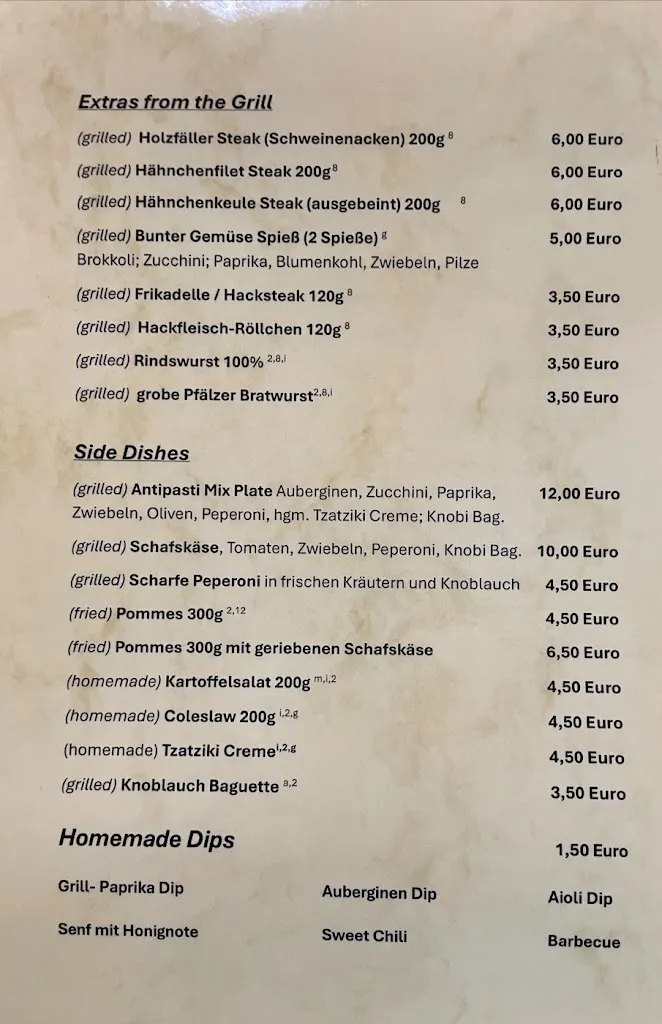 Extras from the Grill
(grilled) Holzfäller Steak (Schweinenacken) 200g 8 6,00 Euro
(grilled) Hähnchenfilet Steak 200g 8 6,00 Euro
(grilled) Hähnchenkeule Steak (ausgebeint) 200g 8 6,00 Euro
(grilled) Bunter Gemüse Spieß (2 Spieße) g 5,00 Euro
Brokkoli; Zucchini; Paprika, Blumenkohl, Zwiebeln, Pilze
(grilled) Frikadelle / Hacksteak 120g 8 3,50 Euro
(grilled) Hackfleisch-Röllchen 120g 8 3,50 Euro
(grilled) Rindswurst 100% 2,8,i 3,50 Euro
(grilled) grobe Pfälzer Bratwurst 2,8,i 3,50 Euro
Side Dishes
(grilled) Antipasti Mix Plate Auberginen, Zucchini, Paprika, 12,00 Euro
Zwiebeln, Oliven, Peperoni, hgm. Tzatziki Creme; Knobi Bag.
(grilled) Schafskäse, Tomaten, Zwiebeln, Peperoni, Knobi Bag. 10,00 Euro
(grilled) Scharfe Peperoni in frischen Kräutern und Knoblauch 4,50 Euro
(fried) Pommes 300g 2,12 4,50 Euro
(fried) Pommes 300g mit geriebenen Schafskäse 6,50 Euro
(homemade) Kartoffelsalat 200g m,i,2 4,50 Euro
(homemade) Coleslaw 200g i,2,g 4,50 Euro
(homemade) Tzatziki Creme i,2,g 4,50 Euro
(grilled) Knoblauch Baguette a,2 3,50 Euro
Homemade Dips 1,50 Euro
Grill- Paprika Dip Auberginen Dip Aioli Dip
Senf mit Honignote Sweet Chili Barbecue